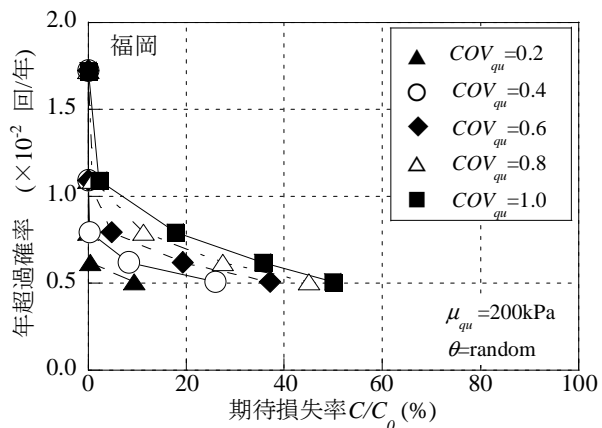 福岡
COV_qu=0.2
COV_qu=0.4
COV_qu=0.6
COV_qu=0.8
COV_qu=1.0
μ_qu =200kPa
θ=random
年超過確率 (×10^-2 回/年)
2.0
1.5
1.0
0.5
0.0
0 20 40 60 80 100
期待損失率C/C_0 (%)